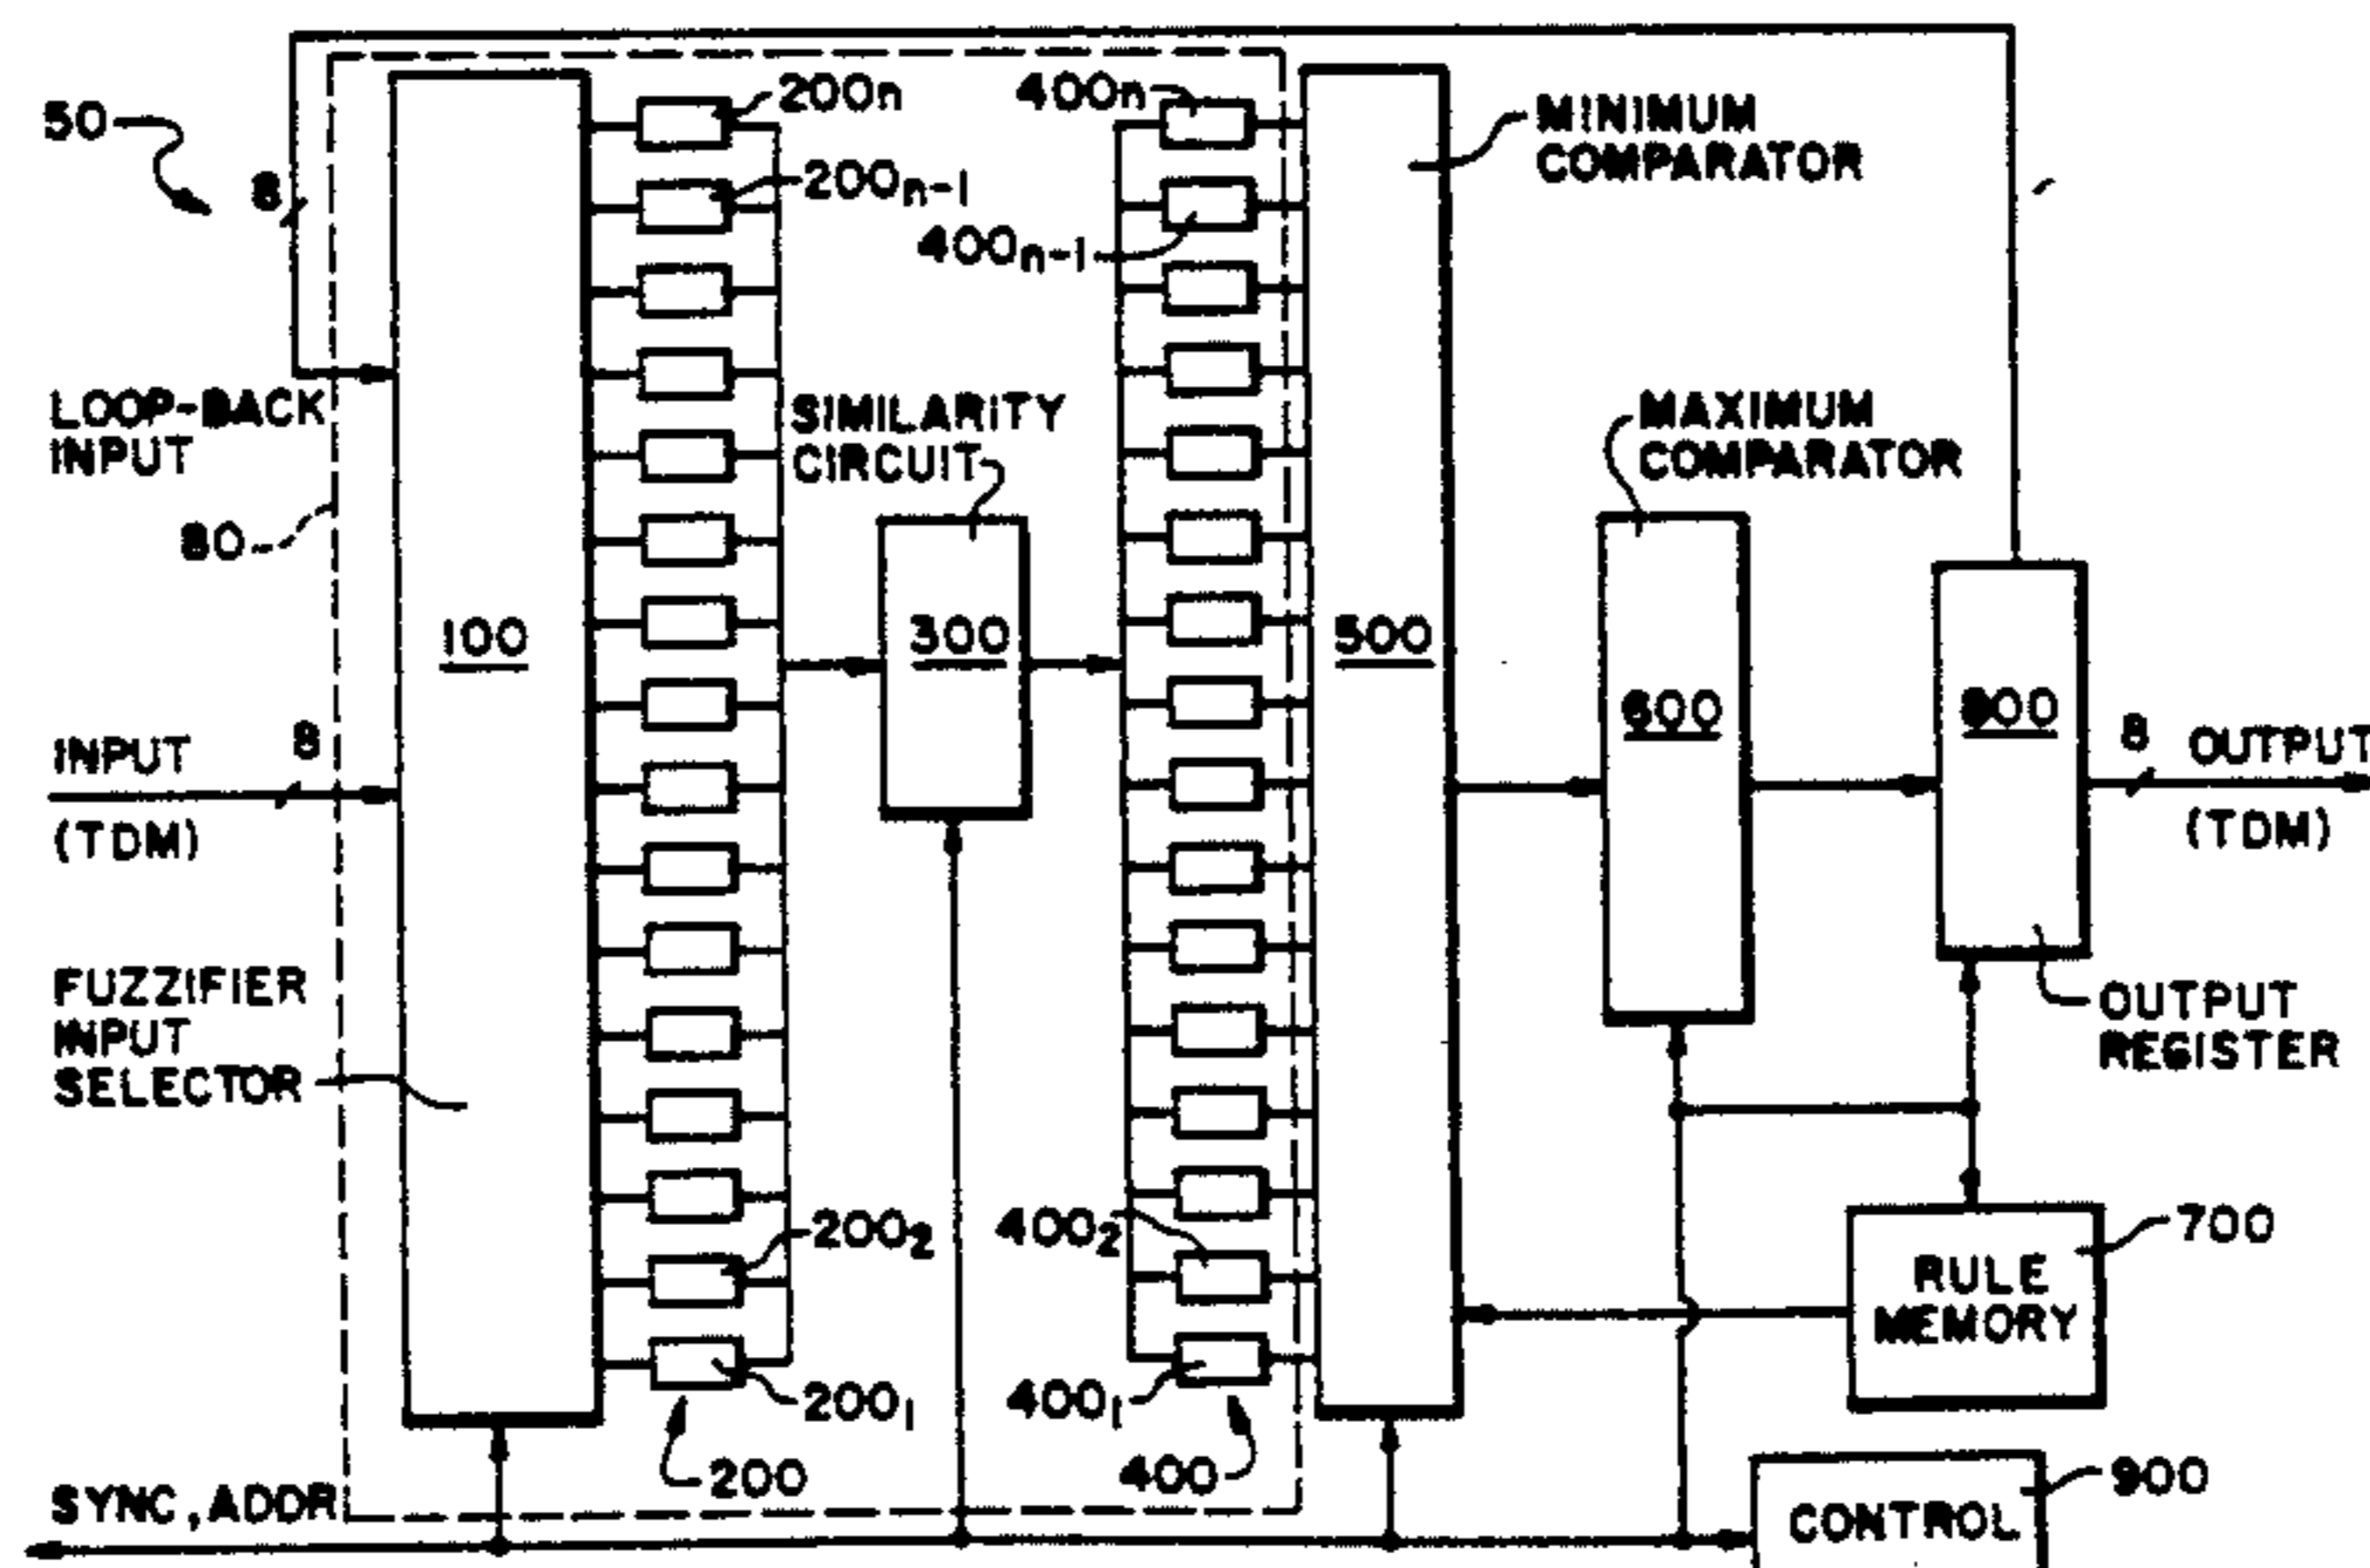 50
8
200n
200n-1
400n
400n-1
MINIMUM
COMPARATOR
LOOP-BACK
INPUT
80
SIMILARITY
CIRCUIT
MAXIMUM
COMPARATOR
100
300
500
600
800
INPUT
8
(TDM)
8
OUTPUT
(TDM)
FUZZIFIER
INPUT
SELECTOR
OUTPUT
REGISTER
200₂
400₂
700
RULE
MEMORY
200₁
400₁
200
400
900
SYNC, ADDR
CONTROL